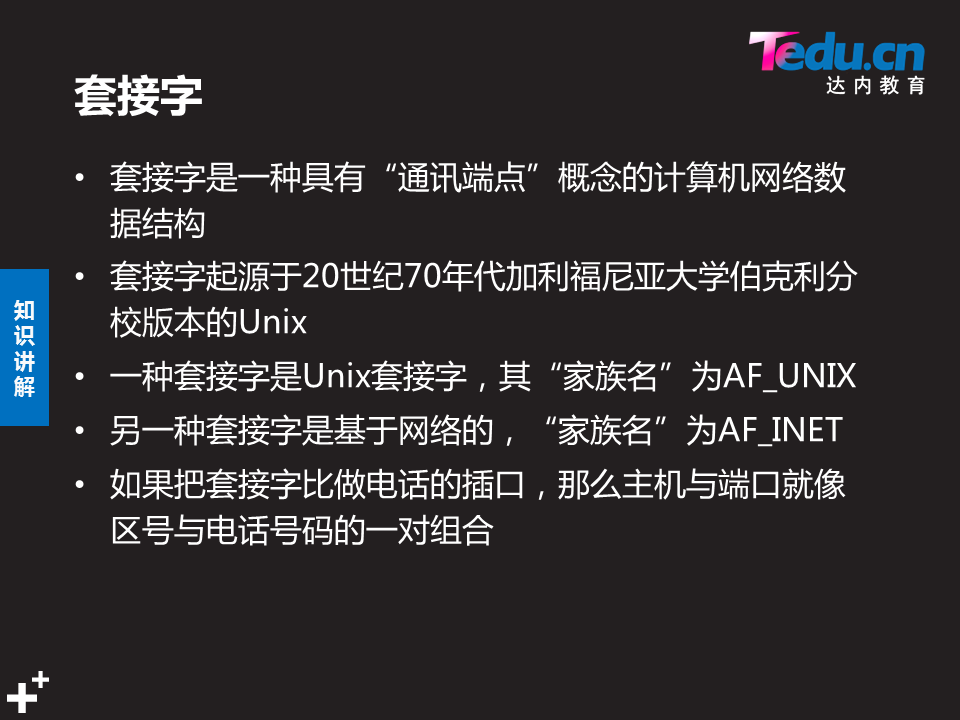 Tedu.cn
达内教育
套接字
• 套接字是一种具有“通讯端点”概念的计算机网络数
据结构
• 套接字起源于20世纪70年代加利福尼亚大学伯克利分
校版本的Unix
• 一种套接字是Unix套接字，其“家族名”为AF_UNIX
• 另一种套接字是基于网络的，“家族名”为AF_INET
• 如果把套接字比做电话的插口，那么主机与端口就像
区号与电话号码的一对组合
知
识
讲
解